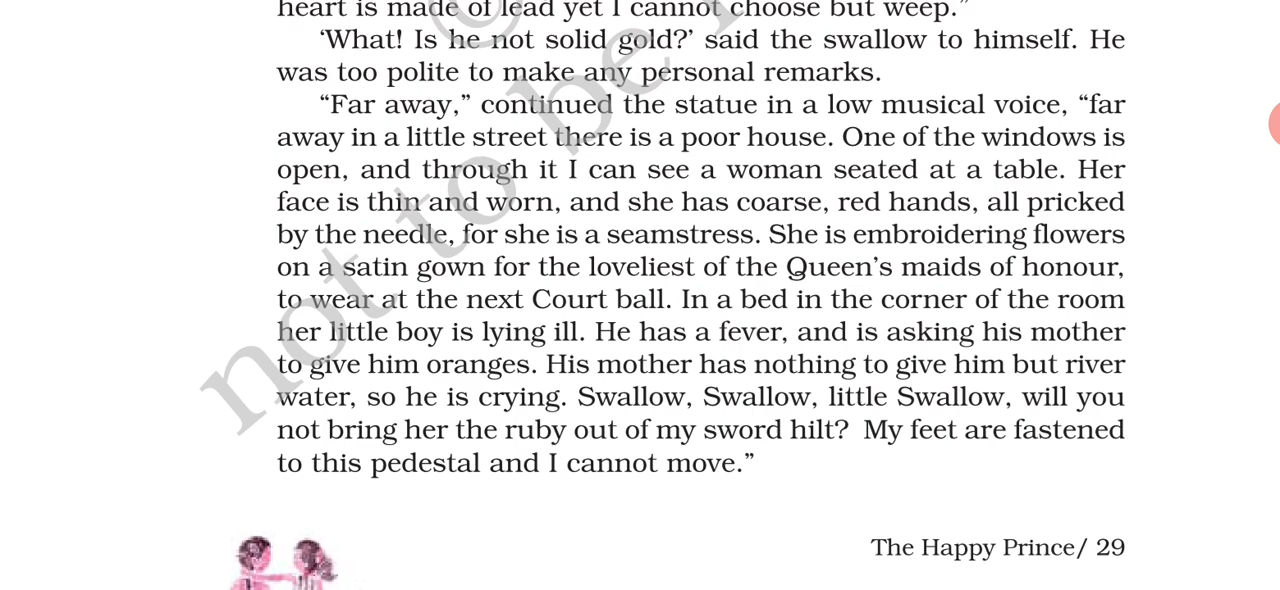 heart is made of lead yet I cannot choose but weep.”
‘What! Is he not solid gold?’ said the swallow to himself. He
was too polite to make any personal remarks.
“Far away,” continued the statue in a low musical voice, “far
away in a little street there is a poor house. One of the windows is
open, and through it I can see a woman seated at a table. Her
face is thin and worn, and she has coarse, red hands, all pricked
by the needle, for she is a seamstress. She is embroidering flowers
on a satin gown for the loveliest of the Queen’s maids of honour,
to wear at the next Court ball. In a bed in the corner of the room
her little boy is lying ill. He has a fever, and is asking his mother
to give him oranges. His mother has nothing to give him but river
water, so he is crying. Swallow, Swallow, little Swallow, will you
not bring her the ruby out of my sword hilt? My feet are fastened
to this pedestal and I cannot move.”
The Happy Prince/ 29
©
not to be